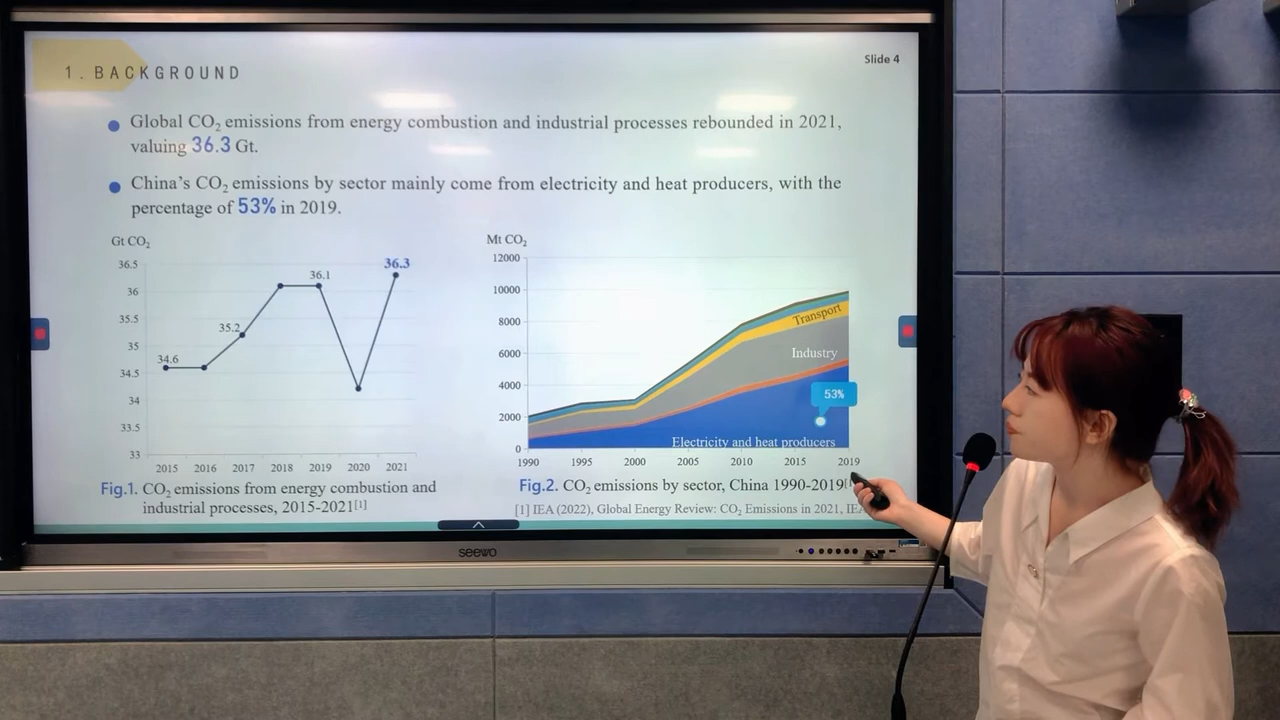 Slide 4
1. BACKGROUND
Global CO₂ emissions from energy combustion and industrial processes rebounded in 2021,
valuing 36.3 Gt.
China's CO₂ emissions by sector mainly come from electricity and heat producers, with the
percentage of 53% in 2019.
Gt CO₂
36.5
36
35.5
35
34.5
34
33.5
33
34.6
35.2
36.1
36.3
2015 2016 2017 2018 2019 2020 2021
Fig.1. CO₂ emissions from energy combustion and
industrial processes, 2015-2021[1]
Mt CO₂
12000
10000
8000
6000
4000
2000
0
Transport
Industry
53%
Electricity and heat producers
1990 1995 2000 2005 2010 2015 2019
Fig.2. CO₂ emissions by sector, China 1990-2019
[1] IEA (2022), Global Energy Review: CO₂ Emissions in 2021,
seewo